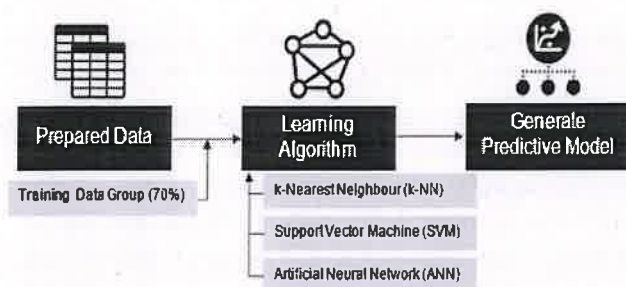 Prepared Data
Learning
Algorithm
Generate
Predictive Model
Training Data Group (70%)
k-Nearest Neighbour (k-NN)
Support Vector Machine (SVM)
Artificial Neural Network (ANN)